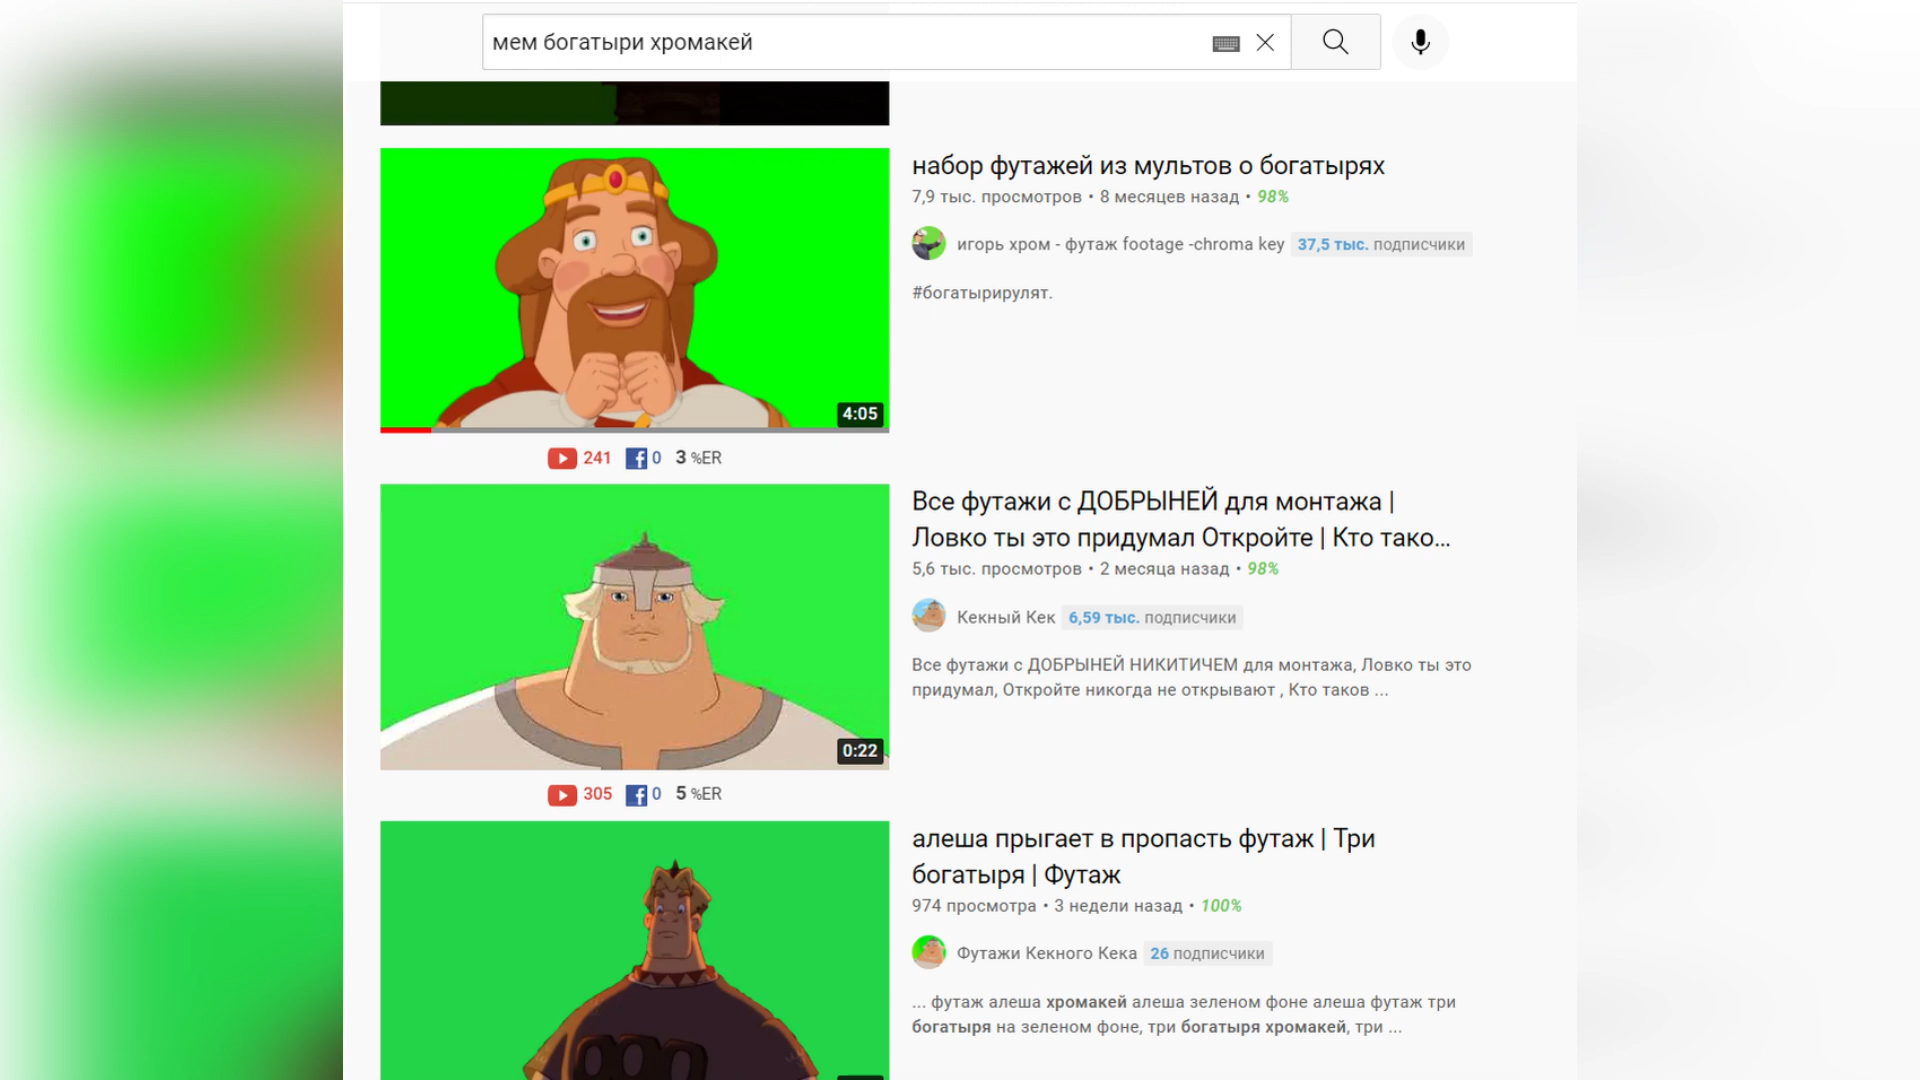 мем богатыри хромакей
набор футажей из мультов о богатырях
7,9 тыс. просмотров • 8 месяцев назад • 98%
игорь хром - футаж footage -chroma key 37,5 тыс. подписчики
#богатырирулят.
4:05
241 0 3 %ER
Все футажи с ДОБРЫНЕЙ для монтажа |
Ловко ты это придумал Откройте | Кто тако...
5,6 тыс. просмотров • 2 месяца назад • 98%
Кекный Кек 6,59 тыс. подписчики
Все футажи с ДОБРЫНЕЙ НИКИТИЧЕМ для монтажа, Ловко ты это
придумал, Откройте никогда не открывают , Кто таков ...
0:22
305 0 5 %ER
алеша прыгает в пропасть футаж | Три
богатыря | Футаж
974 просмотра • 3 недели назад • 100%
Футажи Кекного Кека 26 подписчики
... футаж алеша хромакей алеша зеленом фоне алеша футаж три
богатыря на зеленом фоне, три богатыря хромакей, три ...